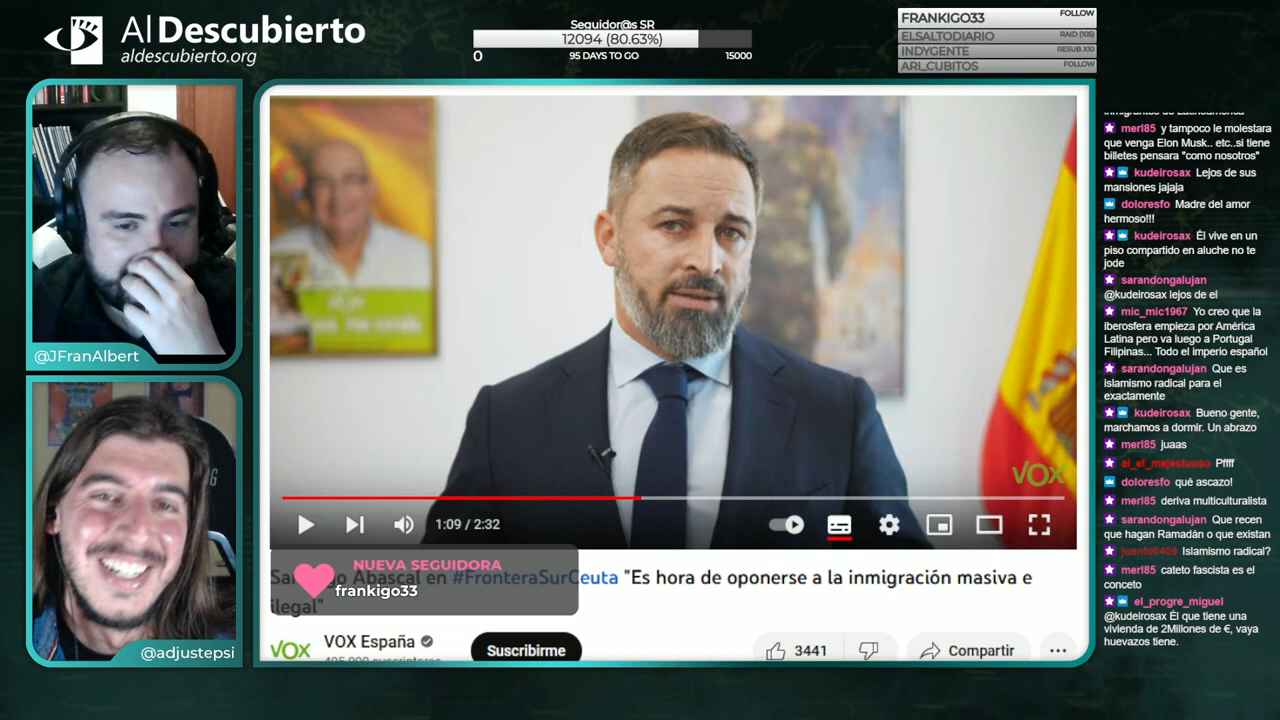 Al Descubierto
aldescubierto.org
Seguidor@s SR
12094 (80.63%)
0
95 DAYS TO GO
15000
FRANKIGO33 FOLLOW
ELSALTODIARIO RAID (105)
INDYGENTE RESUB X10
ARI_CUBITOS FOLLOW
@JFranAlbert
@adjustepsi
VOX
VOX
1:09 / 2:32
NUEVA SEGUIDORA
frankigo33
Abascal en #FronteraSurCeuta "Es hora de oponerse a la inmigración masiva e
ilegal"
VOX
VOX España
Suscribirme
3441
Compartir
merl85 y tampoco le molestara
que venga Elon Musk.. etc..si tiene
billetes pensara "como nosotros"
kudeirosax Lejos de sus
mansiones jajaja
doloresfo Madre del amor
hermoso!!!
kudeirosax Él vive en un
piso compartido en aluche no te
jode
sarandongalujan
@kudeirosax lejos de el
mic_mic1967 Yo creo que la
iberosfera empieza por América
Latina pero va luego a Portugal
Filipinas... Todo el imperio español
sarandongalujan Que es
islamismo radical para el
exactamente
kudeirosax Bueno gente,
marchamos a dormir. Un abrazo
merl85 juaas
al_el_majestuoso Pffff
doloresfo qué ascazo!
merl85 deriva multiculturalista
sarandongalujan Que recen
que hagan Ramadán o que existan
juanfd0409 Islamismo radical?
merl85 cateto fascista es el
conceto
el_progre_miguel
@kudeirosax Él que tiene una
vivienda de 2Millones de €, vaya
huevazos tiene.